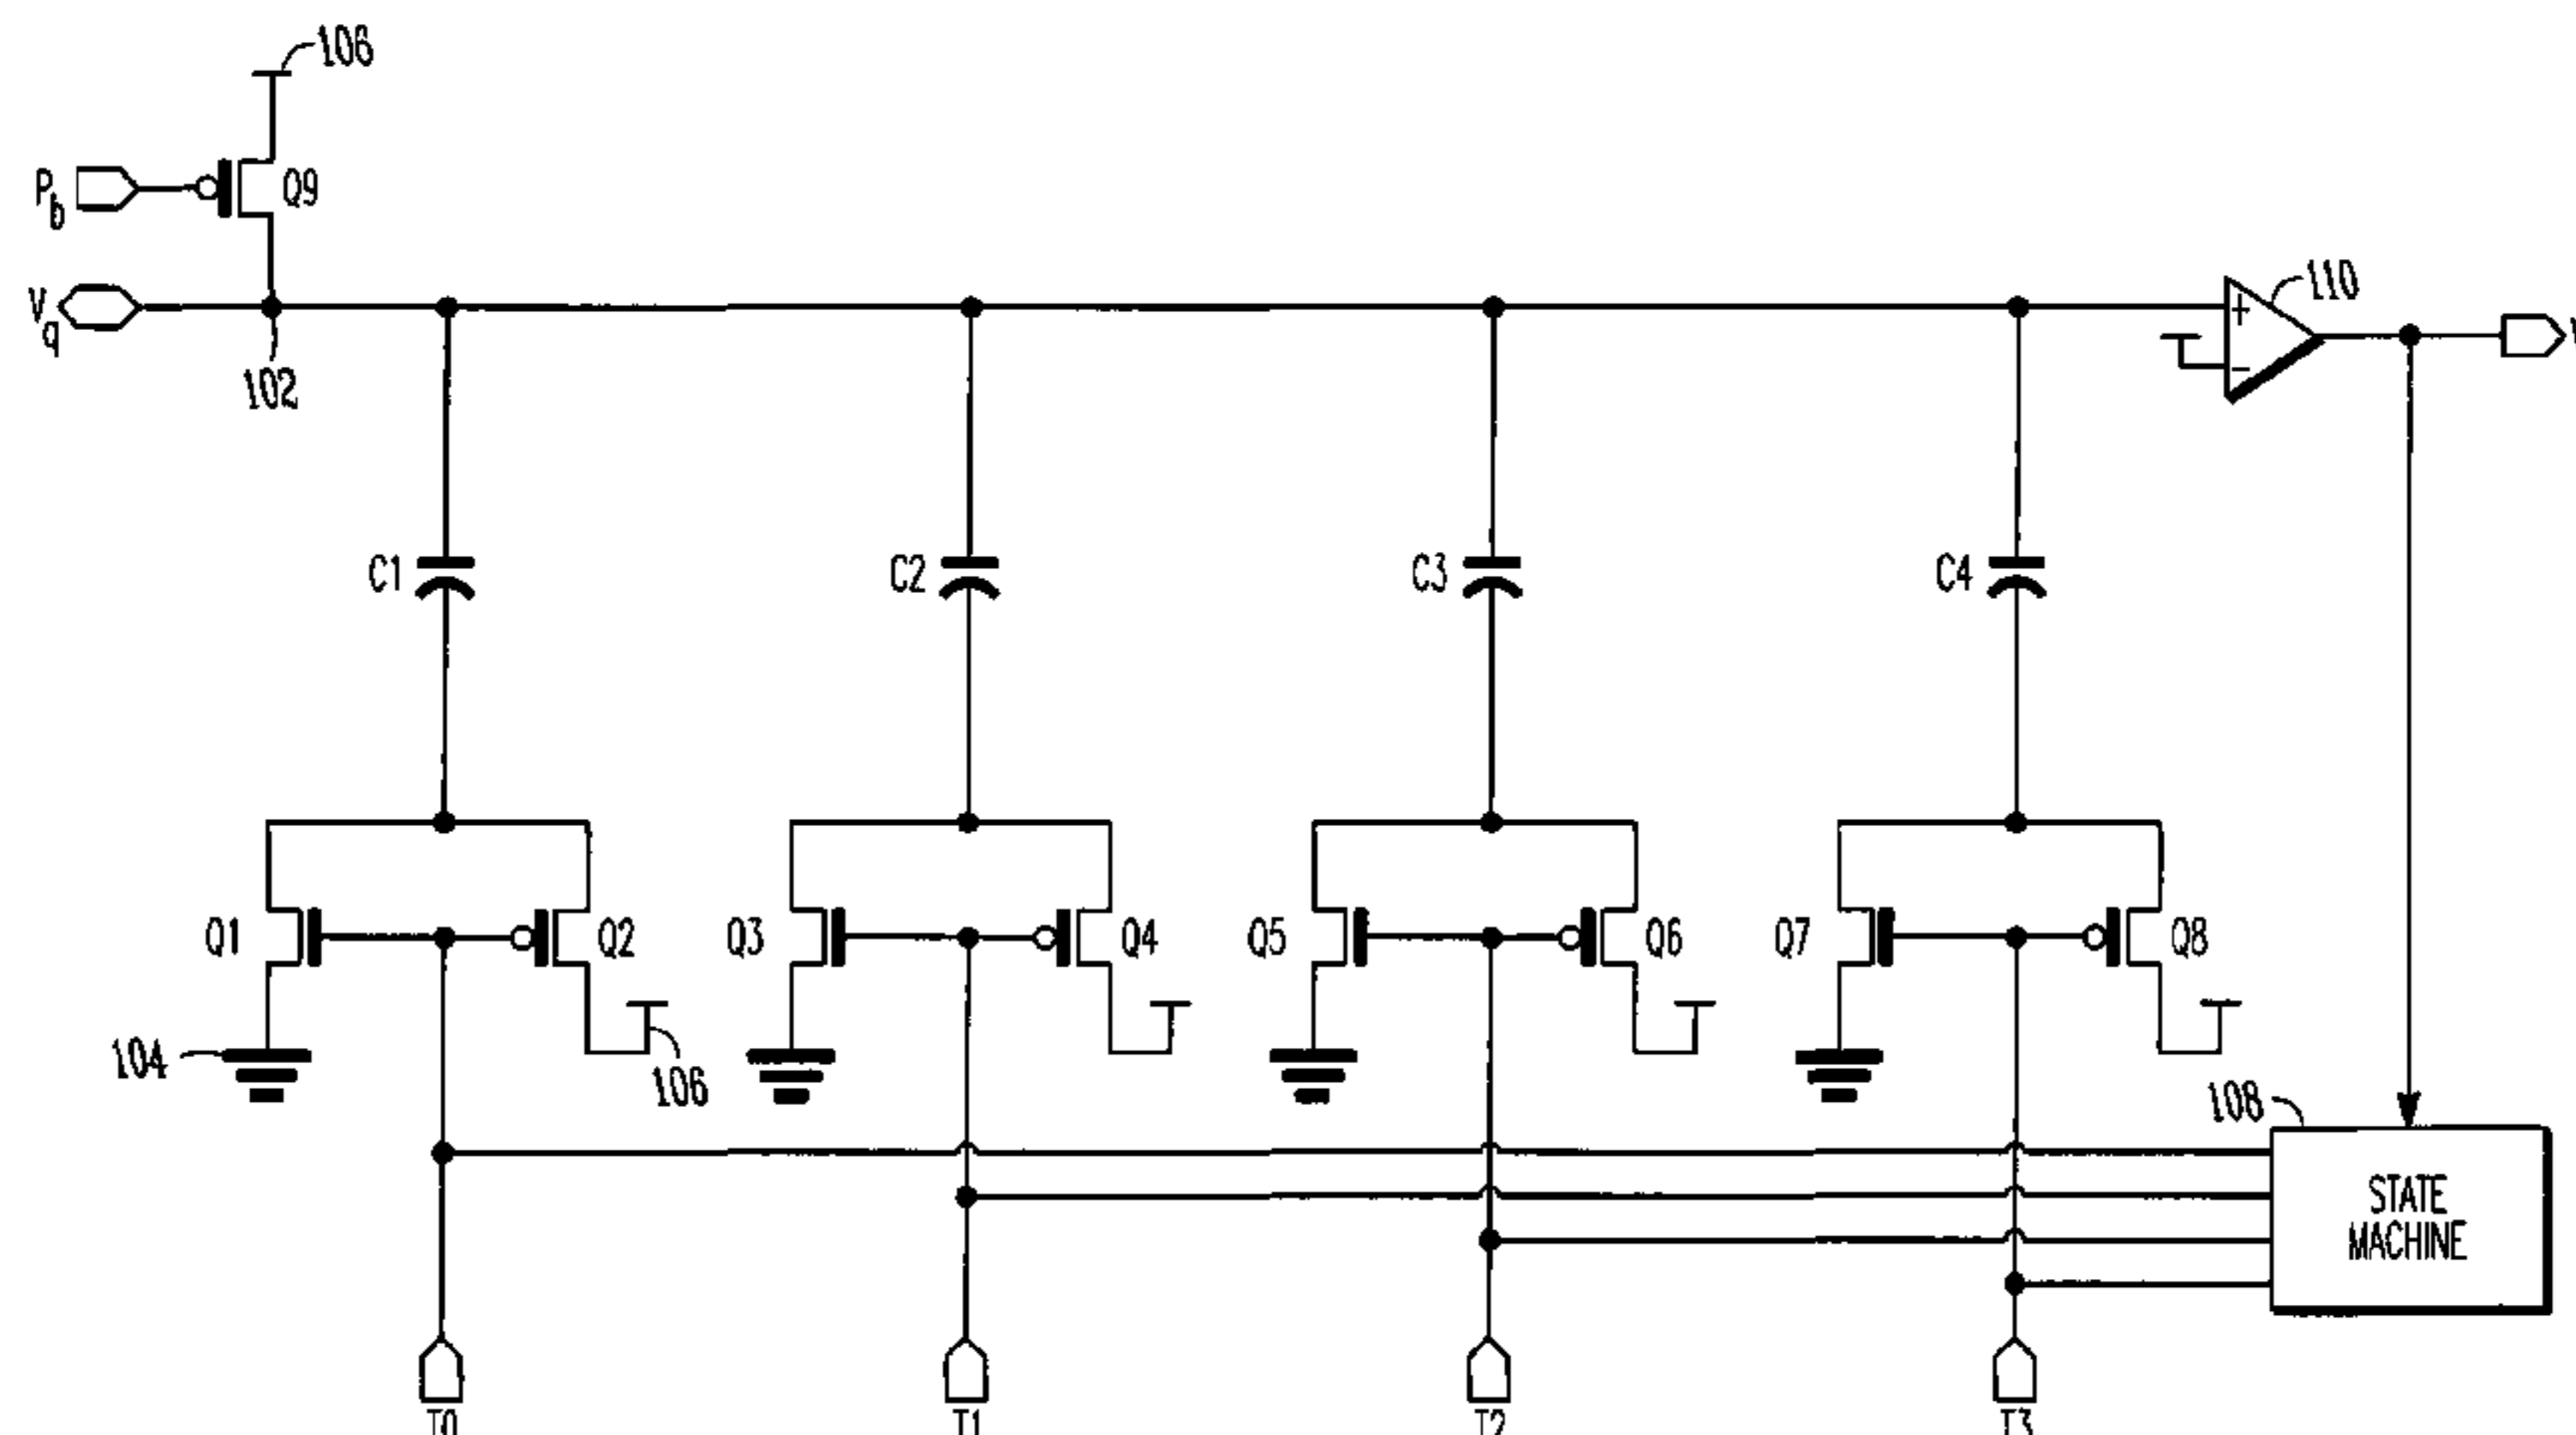 106
Pb
Q9
Vq
102
110
+
-
C1
C2
C3
C4
Q1
Q2
Q3
Q4
Q5
Q6
Q7
Q8
104
106
108
STATE
MACHINE
T0
T1
T2
T3